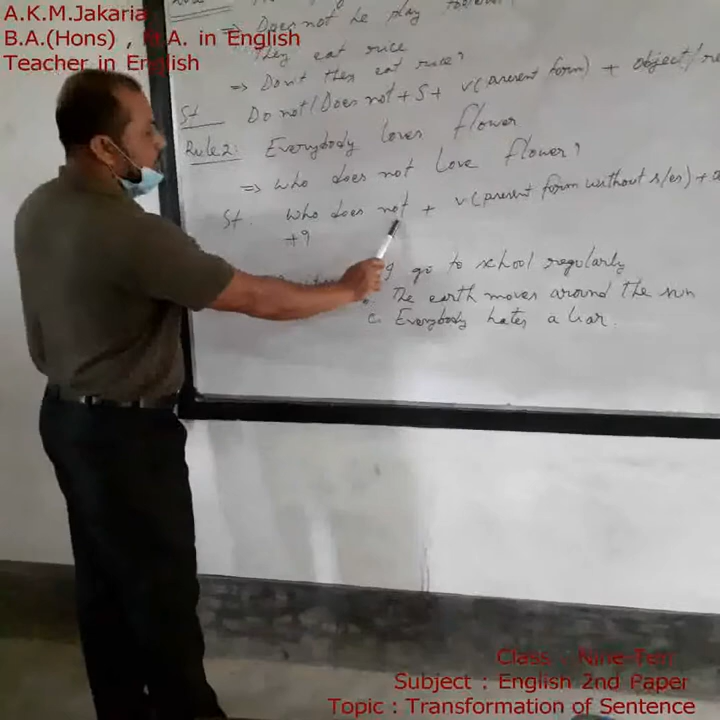 A.K.M.Jakaria
B.A.(Hons) , M.A. in English
Teacher in English
⇒ Does not he play
They eat rice
⇒ Don't they eat rice?
St Do not/Does not + S + V(present form) + object/re
Rule 2: Everybody loves flower
⇒ Who does not Love flower?
St. Who does not + V(present form without s/es) +
+?
go to school regularly
The earth moves around the sun
c. Everybody hates a liar.
Class : Nine-Ten
Subject : English 2nd Paper
Topic : Transformation of Sentence